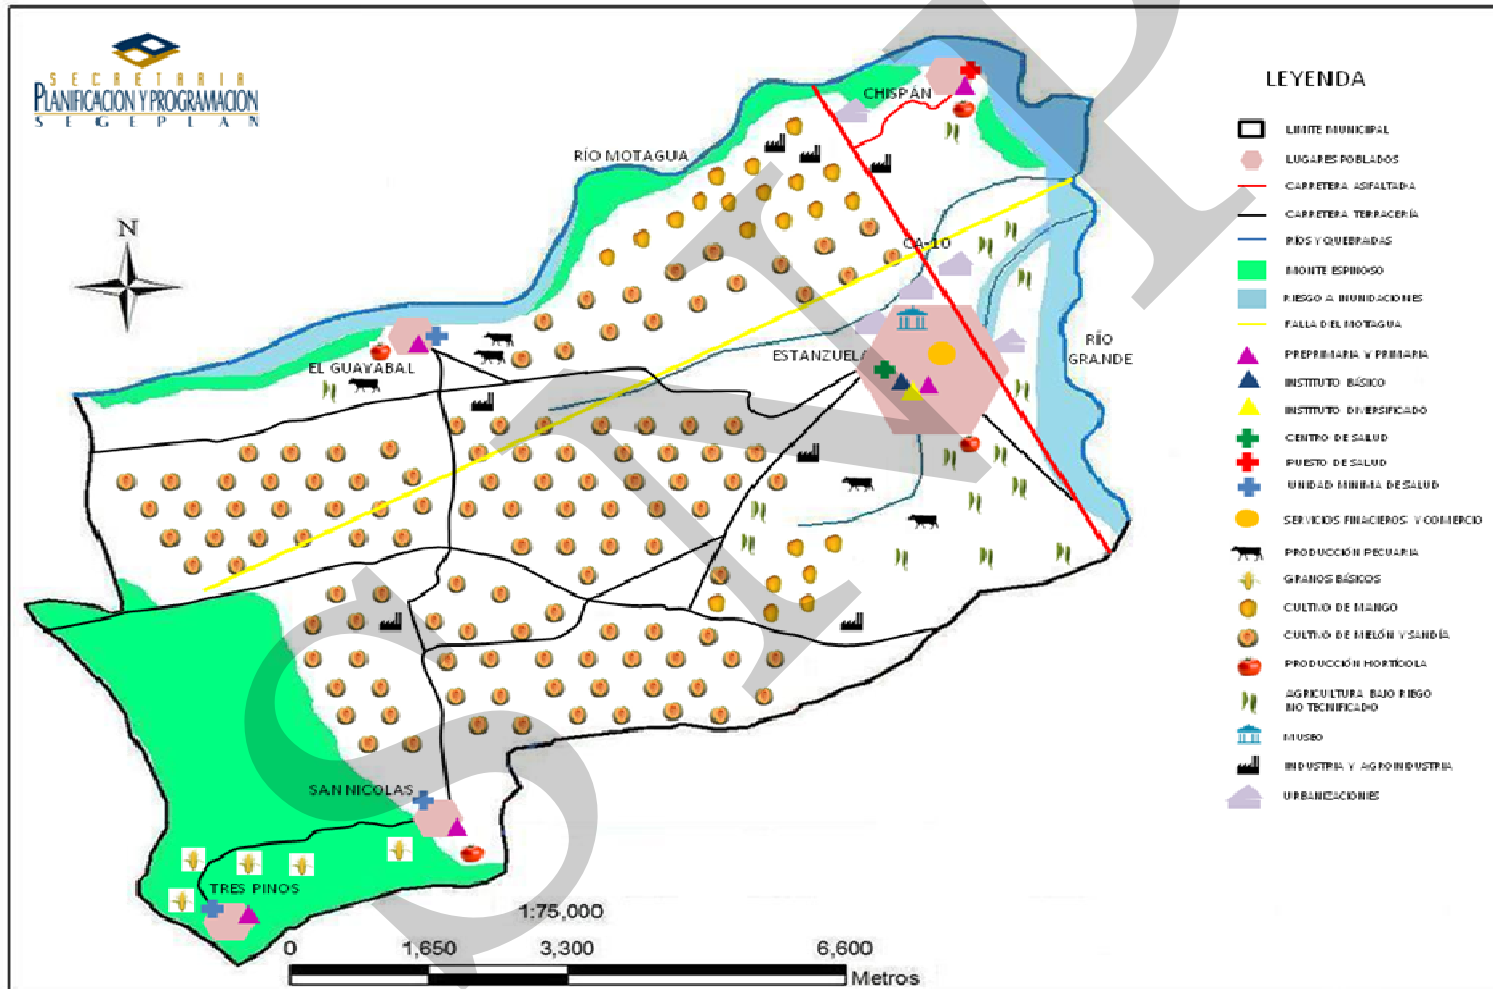 SECRETARIA
PLANIFICACION Y PROGRAMACION
SEGEPLAN
N
CHISPÁN
RÍO MOTAGUA
CA-10
ESTANZUELA
RÍO
GRANDE
EL GUAYABAL
SAN NICOLAS
TRES PINOS
1:75,000
0 1,650 3,300 6,600
Metros
LEYENDA
LIMITE MUNICIPAL
LUGARES POBLADOS
CARRETERA ASFALTADA
CARRETERA TERRACERÍA
RÍOS Y QUEBRADAS
MONTE ESPINOSO
RIESGO A INUNDACIONES
FALLA DEL MOTAGUA
PREPRIMARIA Y PRIMARIA
INSTITUTO BÁSICO
INSTITUTO DIVERSIFICADO
CENTRO DE SALUD
PUESTO DE SALUD
UNIDAD MINIMA DE SALUD
SERVICIOS FINACIEROS Y COMERCIO
PRODUCCIÓN PECUARIA
GRANOS BÁSICOS
CULTIVO DE MANGO
CULTIVO DE MELÓN Y SANDÍA
PRODUCCIÓN HORTÍCOLA
AGRICULTURA BAJO RIEGO
NO TECNIFICADO
MUSEO
INDUSTRIA Y AGROINDUSTRIA
URBANIZACIONES